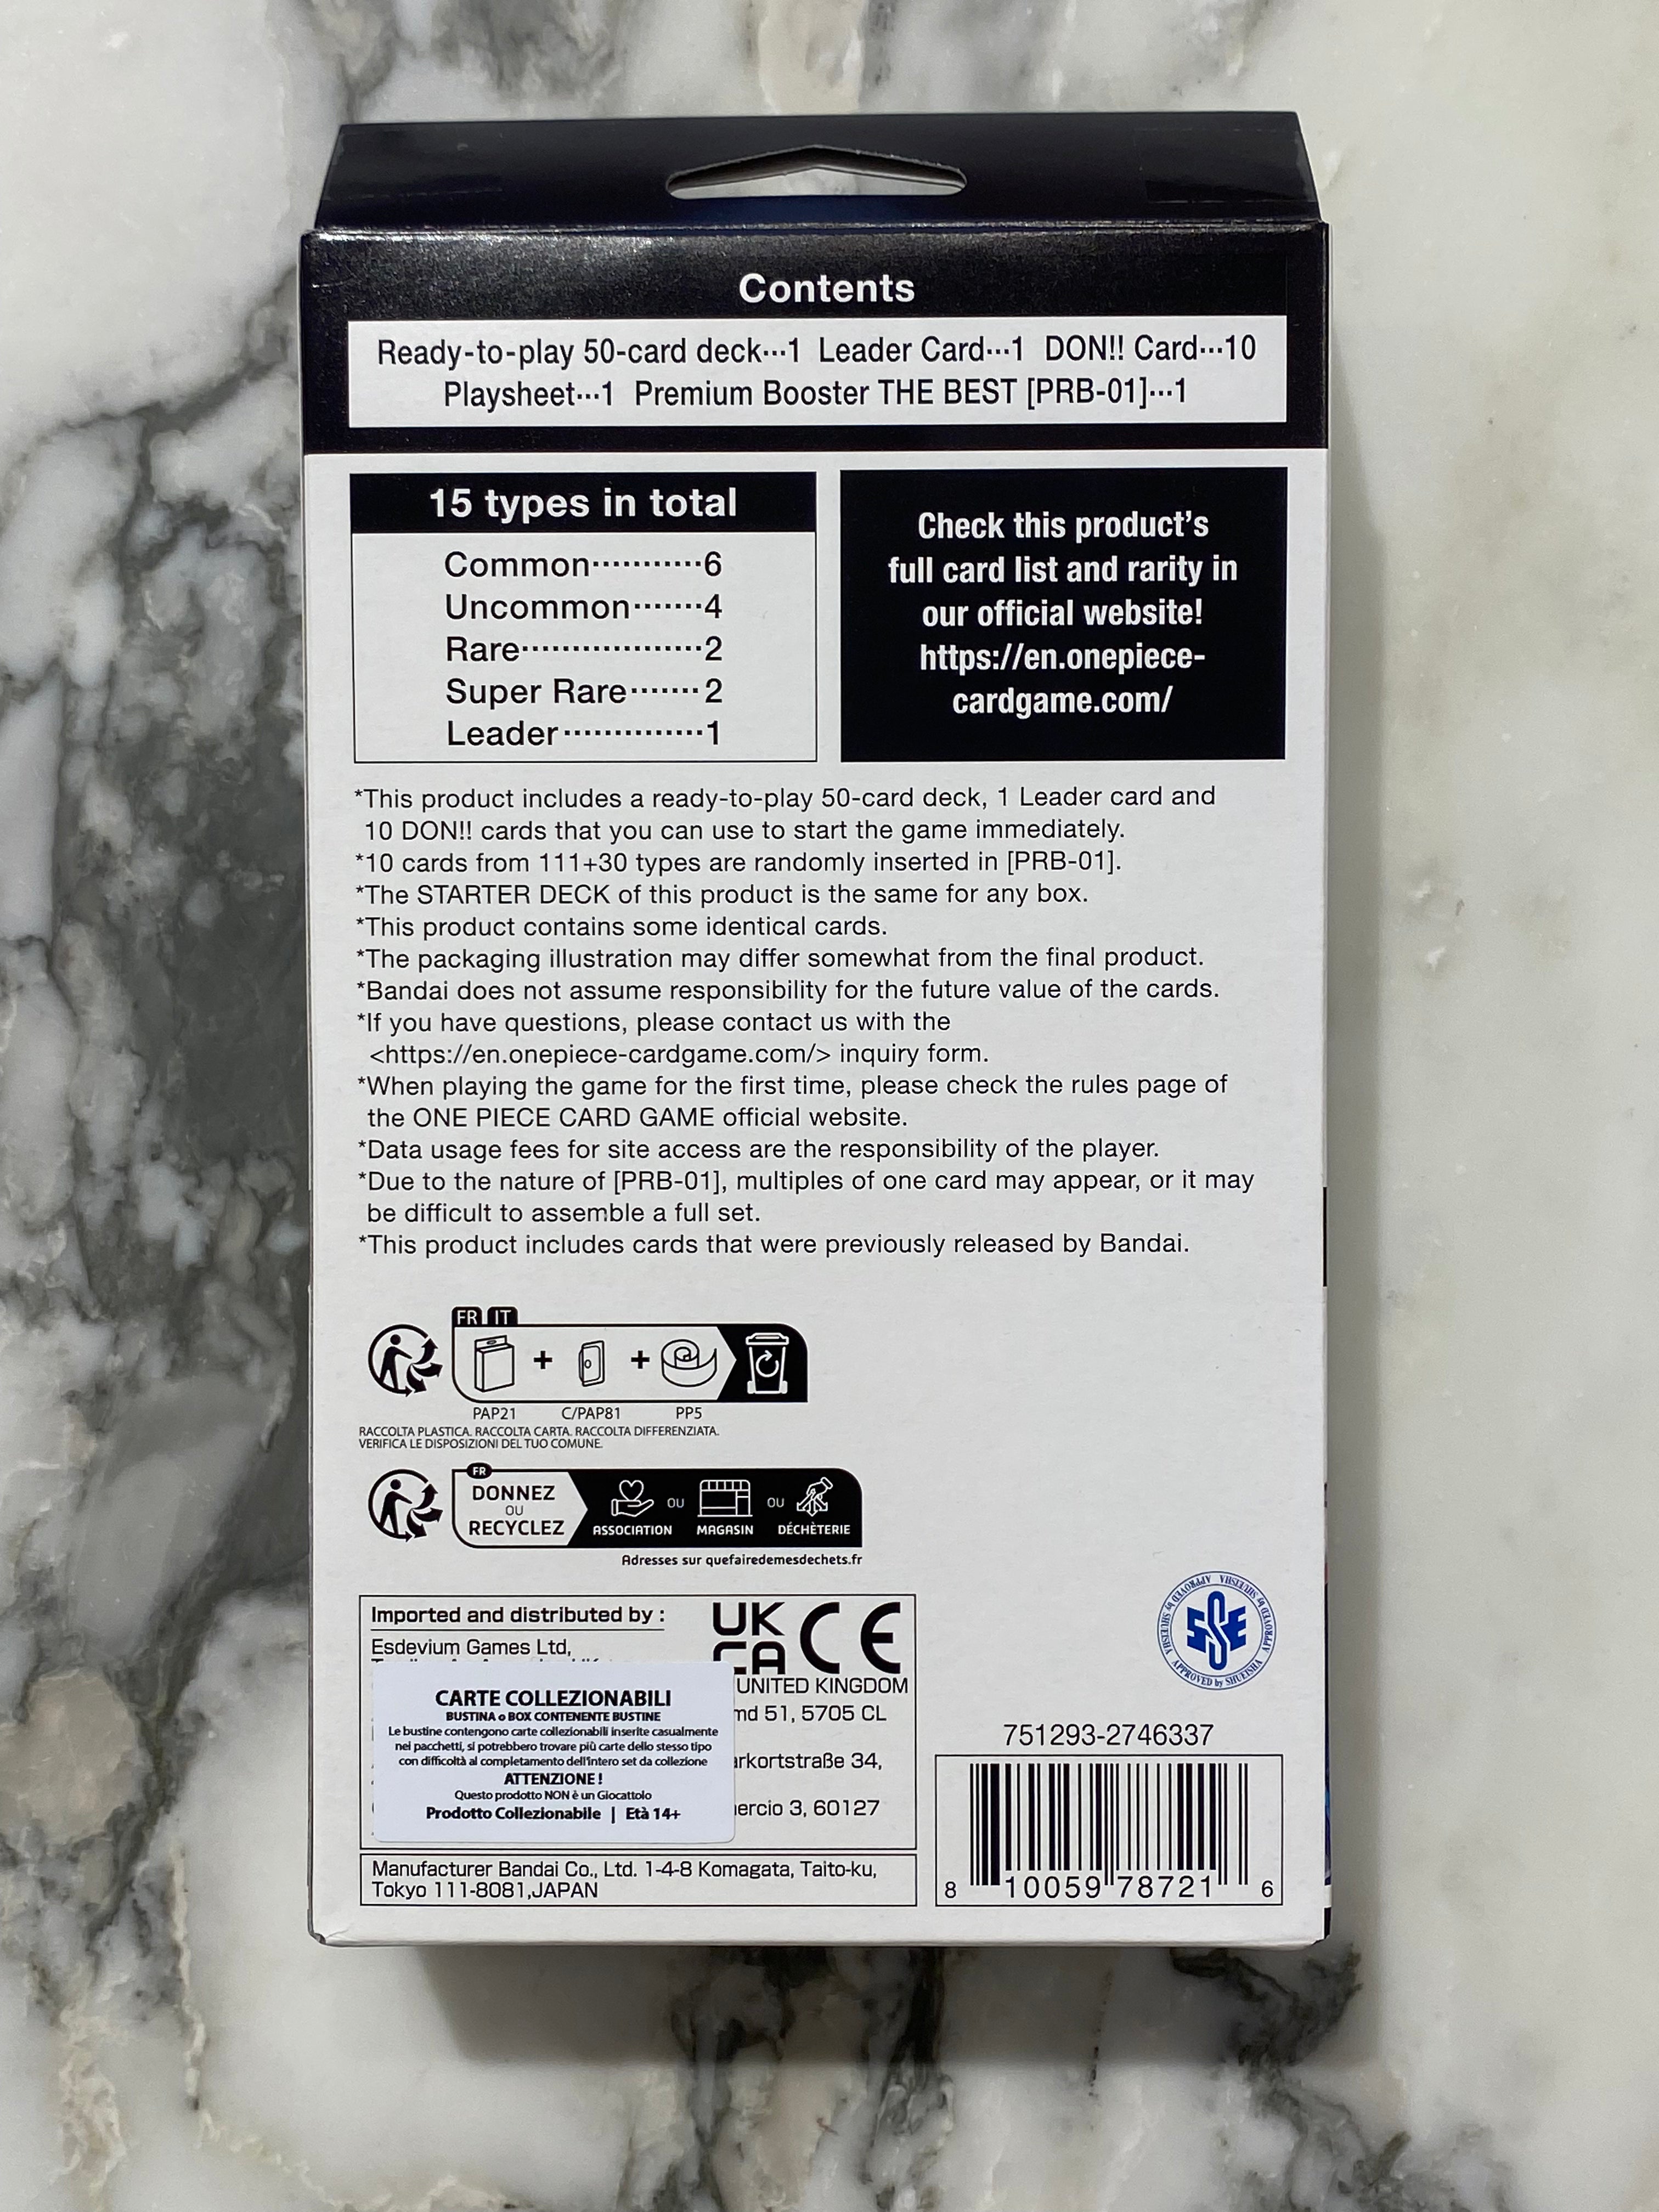 Contents
Ready-to-play 50-card deck···1 Leader Card···1 DON!! Card···10
Playsheet···1 Premium Booster THE BEST [PRB-01]···1
15 types in total
Common···········6
Uncommon·······4
Rare··················2
Super Rare·······2
Leader··············1
Check this product's
full card list and rarity in
our official website!
https://en.onepiece-
cardgame.com/
*This product includes a ready-to-play 50-card deck, 1 Leader card and
10 DON!! cards that you can use to start the game immediately.
*10 cards from 111+30 types are randomly inserted in [PRB-01].
*The STARTER DECK of this product is the same for any box.
*This product contains some identical cards.
*The packaging illustration may differ somewhat from the final product.
*Bandai does not assume responsibility for the future value of the cards.
*If you have questions, please contact us with the
<https://en.onepiece-cardgame.com/> inquiry form.
*When playing the game for the first time, please check the rules page of
the ONE PIECE CARD GAME official website.
*Data usage fees for site access are the responsibility of the player.
*Due to the nature of [PRB-01], multiples of one card may appear, or it may
be difficult to assemble a full set.
*This product includes cards that were previously released by Bandai.
FR IT
+ +
PAP21 C/PAP81 PP5
RACCOLTA PLASTICA. RACCOLTA CARTA. RACCOLTA DIFFERENZIATA.
VERIFICA LE DISPOSIZIONI DEL TUO COMUNE.
FR
DONNEZ
OU
RECYCLEZ
ASSOCIATION OU MAGASIN OU DÉCHÈTERIE
Adresses sur quefairedemesdechets.fr
Imported and distributed by :
Esdevium Games Ltd,
UK
CA CE
UNITED KINGDOM
51, 5705 CL
34,
3, 60127
CARTE COLLEZIONABILI
BUSTINA o BOX CONTENENTE BUSTINE
Le bustine contengono carte collezionabili inserite casualmente
nei pacchetti, si potrebbero trovare più carte dello stesso tipo
con difficoltà al completamento dell'intero set da collezione
ATTENZIONE !
Questo prodotto NON è un Giocattolo
Prodotto Collezionabile | Età 14+
Manufacturer Bandai Co., Ltd. 1-4-8 Komagata, Taito-ku,
Tokyo 111-8081,JAPAN
APPROVED by SHUEISHA APPROVED by SHUEISHA APPROVED by SHUEISHA
SSE
751293-2746337
8 10059 78721 6